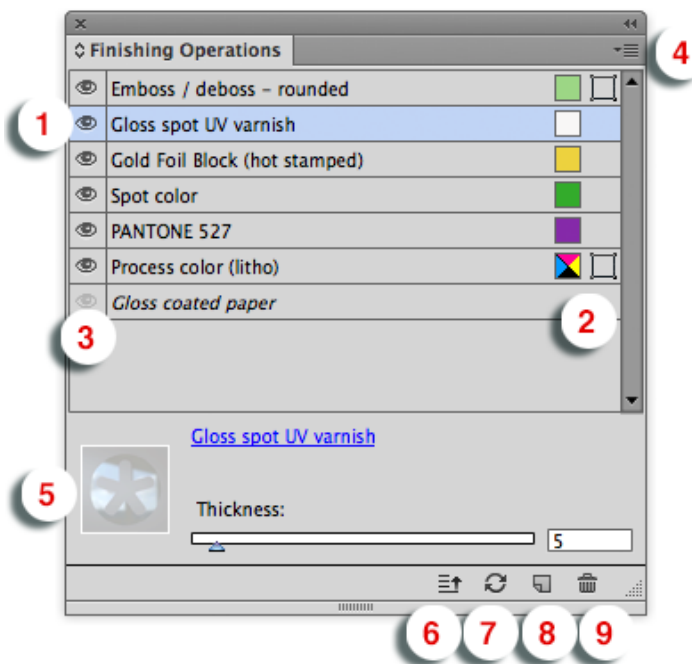 Finishing Operations
4
Emboss / deboss – rounded
1
Gloss spot UV varnish
Gold Foil Block (hot stamped)
Spot color
PANTONE 527
Process color (litho)
Gloss coated paper
2
3
Gloss spot UV varnish
5
Thickness:
5
6 7 8 9